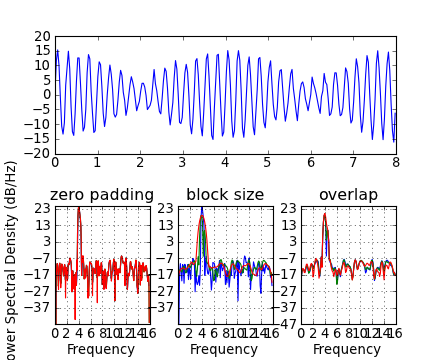 20
15
10
5
0
−5
−10
−15
−20
0 1 2 3 4 5 6 7 8
zero padding block size overlap
ower Spectral Density (dB/Hz)
23 23 23
13 13 13
3 3 3
−7 −7 −7
−17 −17 −17
−27 −27 −27
−37 −37 −37
−47
0 2 4 6 8 10 12 14 16 0 2 4 6 8 10 12 14 16 0 2 4 6 8 10 12 14 16
Frequency Frequency Frequency